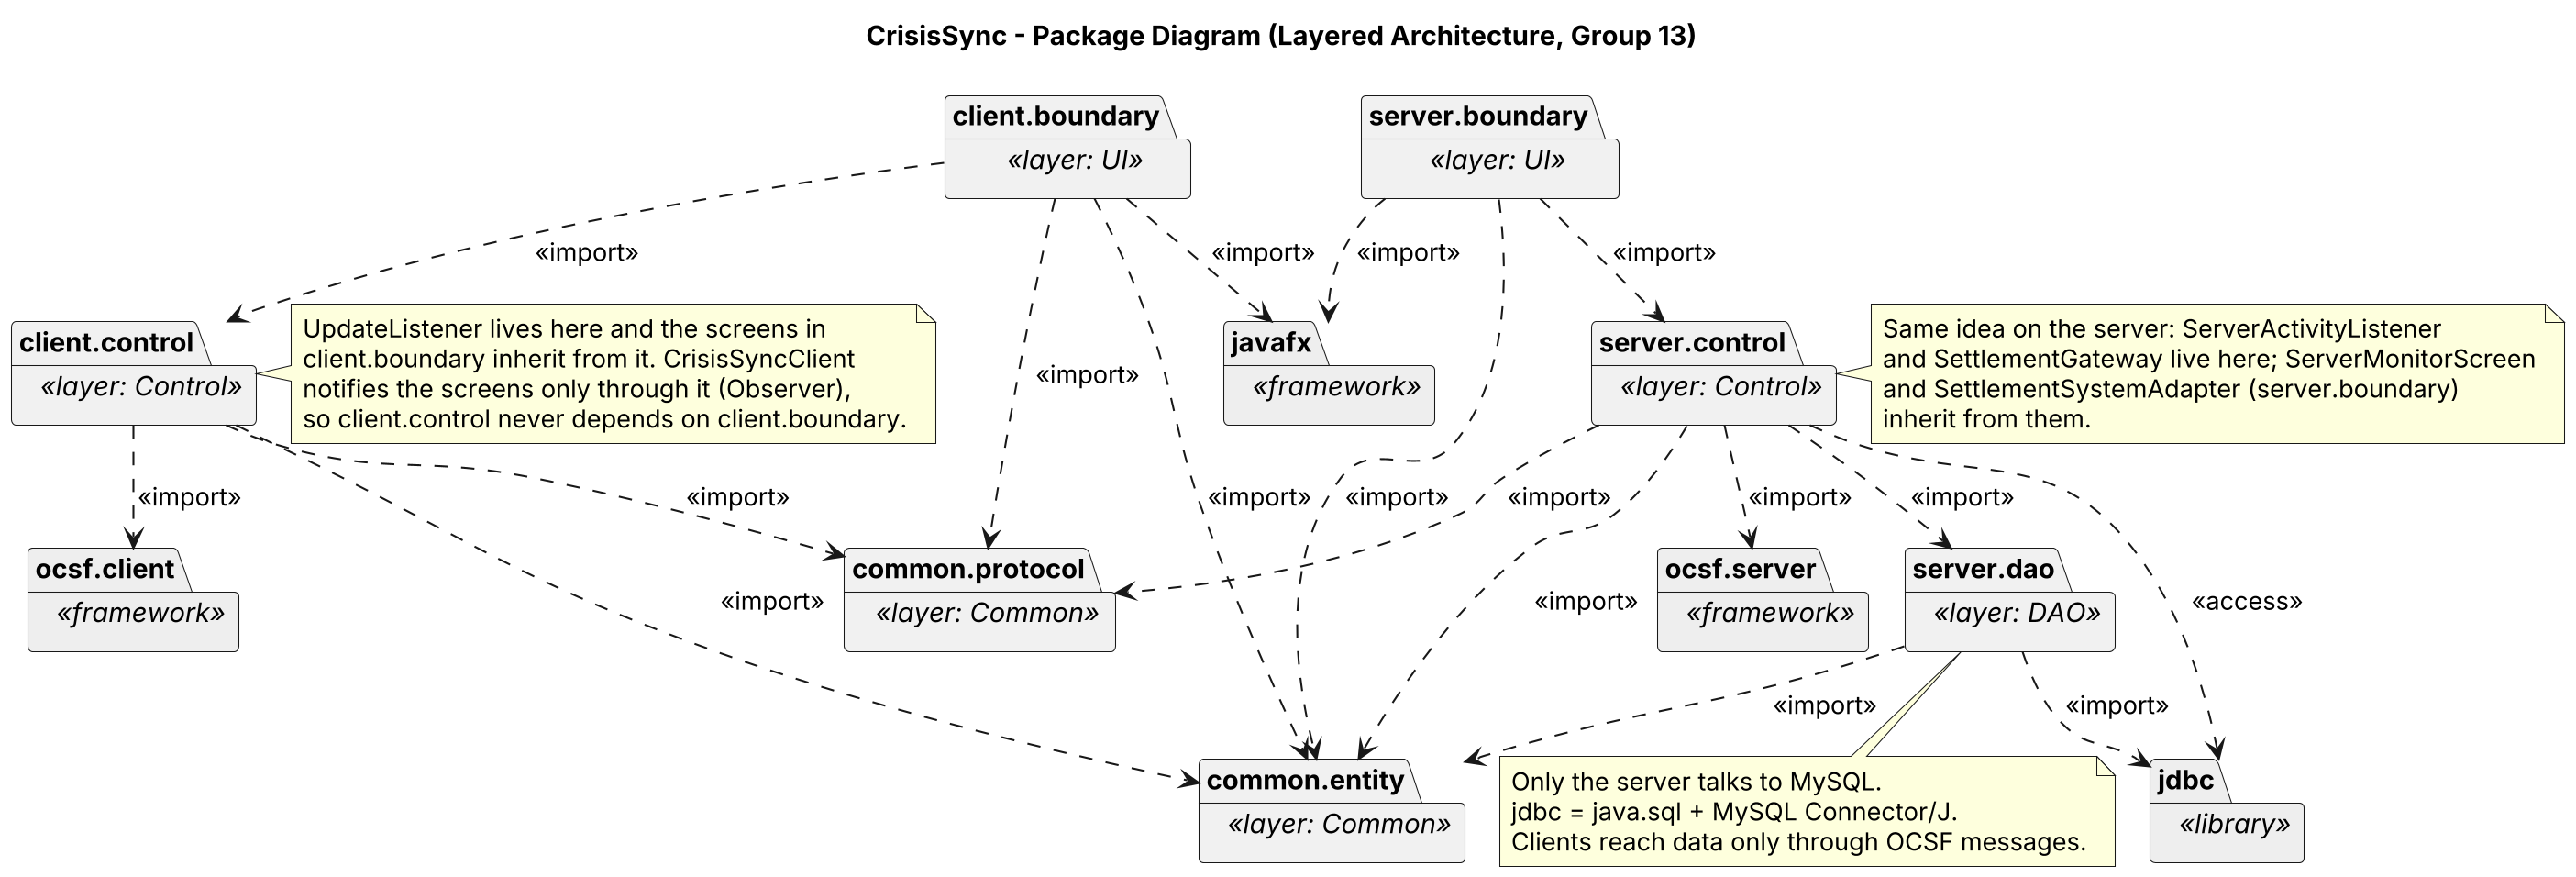 CrisisSync - Package Diagram (Layered Architecture, Group 13)
client.boundary
«layer: UI»
server.boundary
«layer: UI»
«import»
«import»
«import»
«import»
client.control
«layer: Control»
UpdateListener lives here and the screens in
client.boundary inherit from it. CrisisSyncClient
notifies the screens only through it (Observer),
so client.control never depends on client.boundary.
«import»
javafx
«framework»
server.control
«layer: Control»
Same idea on the server: ServerActivityListener
and SettlementGateway live here; ServerMonitorScreen
and SettlementSystemAdapter (server.boundary)
inherit from them.
«import»
«import»
«import»
«import»
«import»
«import»
«import»
ocsf.client
«framework»
«import»
common.protocol
«layer: Common»
«import»
ocsf.server
«framework»
server.dao
«layer: DAO»
«access»
«import»
«import»
common.entity
«layer: Common»
Only the server talks to MySQL.
jdbc = java.sql + MySQL Connector/J.
Clients reach data only through OCSF messages.
jdbc
«library»